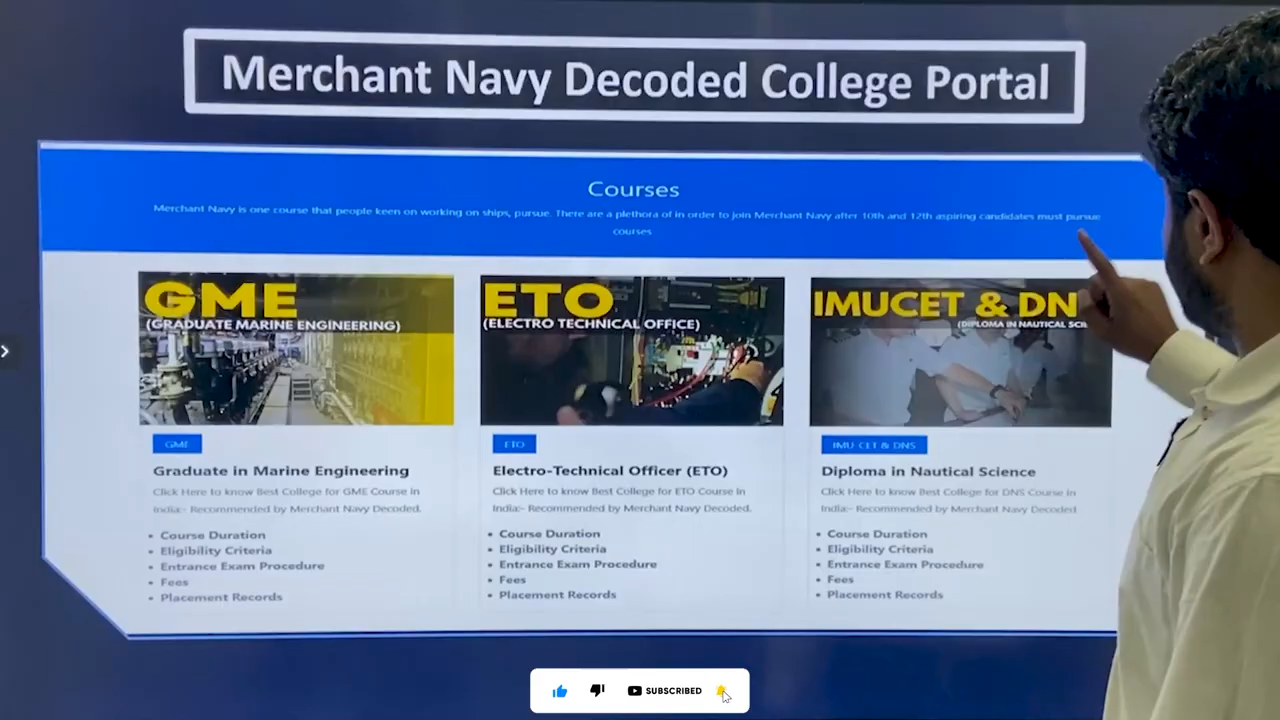 Merchant Navy Decoded College Portal
Courses
Merchant Navy is one course that people keen on working on ships, pursue. There are a plethora of in order to join Merchant Navy after 10th and 12th aspiring candidates must pursue
courses
GME
(GRADUATE MARINE ENGINEERING)
GME
Graduate in Marine Engineering
Click Here to know Best College for GME Course in
India:- Recommended by Merchant Navy Decoded.
• Course Duration
• Eligibility Criteria
• Entrance Exam Procedure
• Fees
• Placement Records
ETO
(ELECTRO TECHNICAL OFFICE)
ETO
Electro-Technical Officer (ETO)
Click Here to know Best College for ETO Course in
India:- Recommended by Merchant Navy Decoded.
• Course Duration
• Eligibility Criteria
• Entrance Exam Procedure
• Fees
• Placement Records
IMUCET & DN
(DIPLOMA IN NAUTICAL SCI
IMU CET & DNS
Diploma in Nautical Science
Click Here to know Best College for DNS Course in
India:- Recommended by Merchant Navy Decoded
• Course Duration
• Eligibility Criteria
• Entrance Exam Procedure
• Fees
• Placement Records
SUBSCRIBED